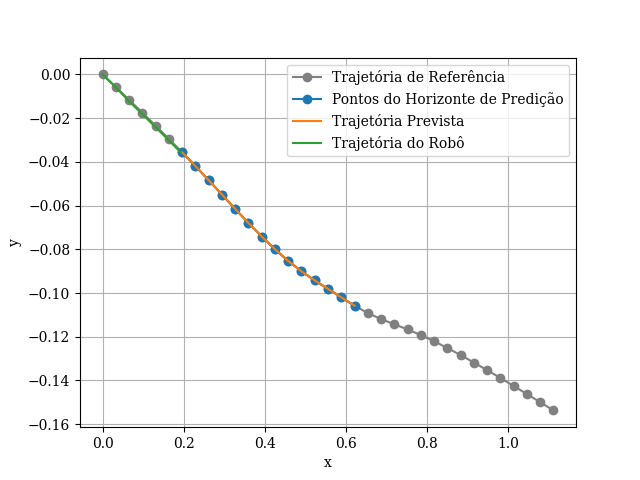 0.00
−0.02
−0.04
−0.06
−0.08
−0.10
−0.12
−0.14
−0.16
y
Trajetória de Referência
Pontos do Horizonte de Predição
Trajetória Prevista
Trajetória do Robô
0.0 0.2 0.4 0.6 0.8 1.0
x